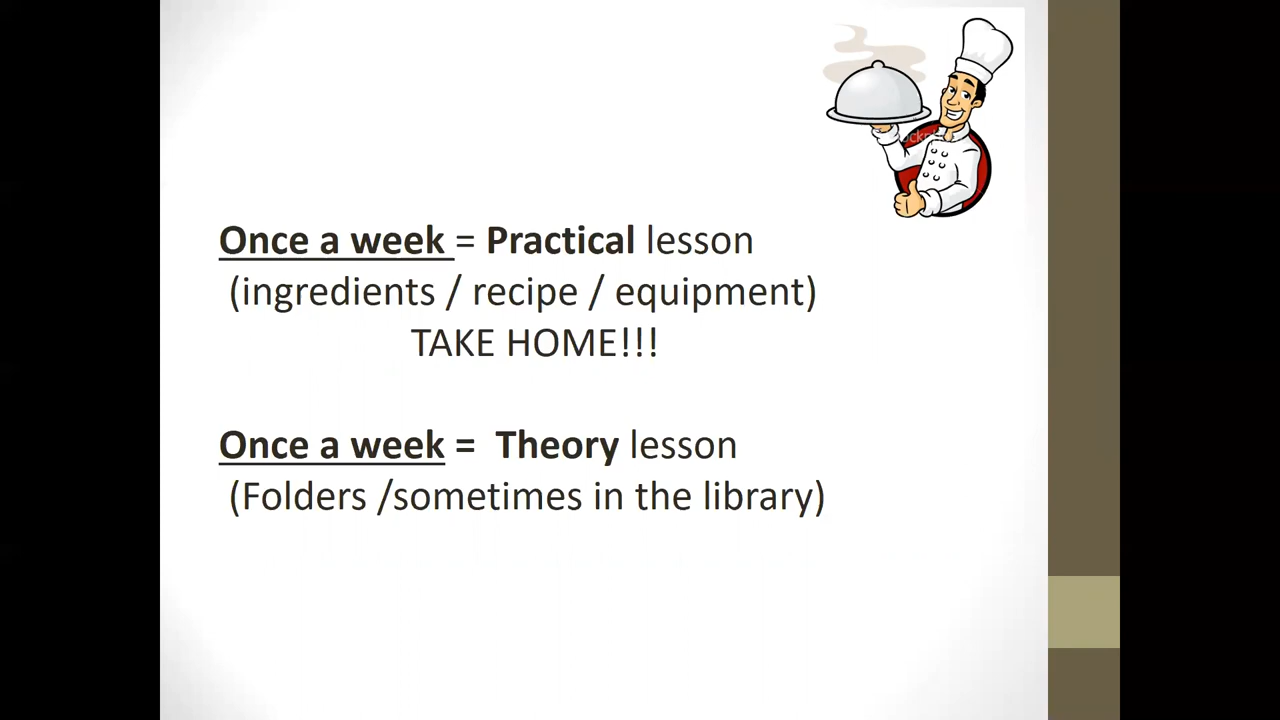 Once a week = Practical lesson
(ingredients / recipe / equipment)
TAKE HOME!!!
Once a week = Theory lesson
(Folders /sometimes in the library)